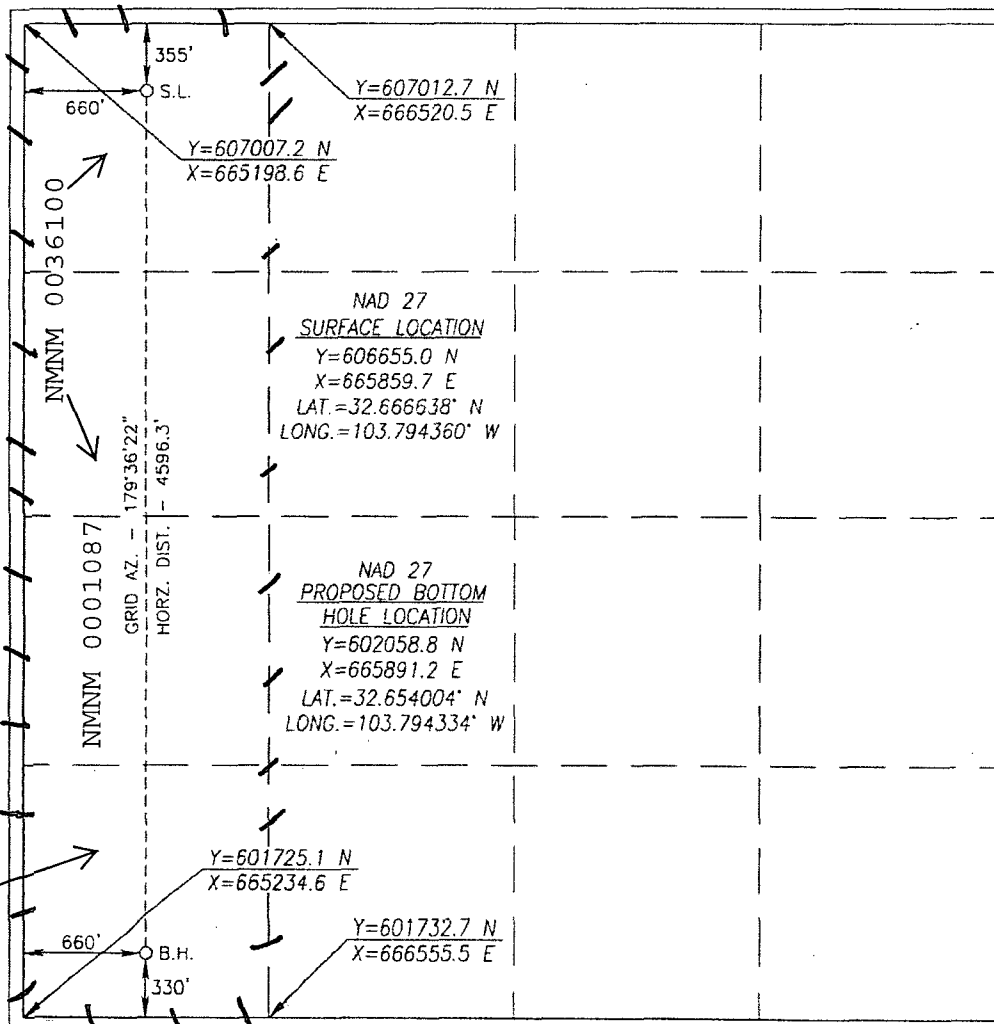 355'
660'
S.L.
Y=607012.7 N
X=666520.5 E
Y=607007.2 N
X=665198.6 E
NMNM 0036100
NAD 27
SURFACE LOCATION
Y=606655.0 N
X=665859.7 E
LAT.=32.666638° N
LONG.=103.794360° W
GRID AZ. - 179°36'22"
HORZ. DIST. - 4596.3'
NMNM 0001087
NAD 27
PROPOSED BOTTOM
HOLE LOCATION
Y=602058.8 N
X=665891.2 E
LAT.=32.654004° N
LONG.=103.794334° W
Y=601725.1 N
X=665234.6 E
Y=601732.7 N
X=666555.5 E
660'
B.H.
330'